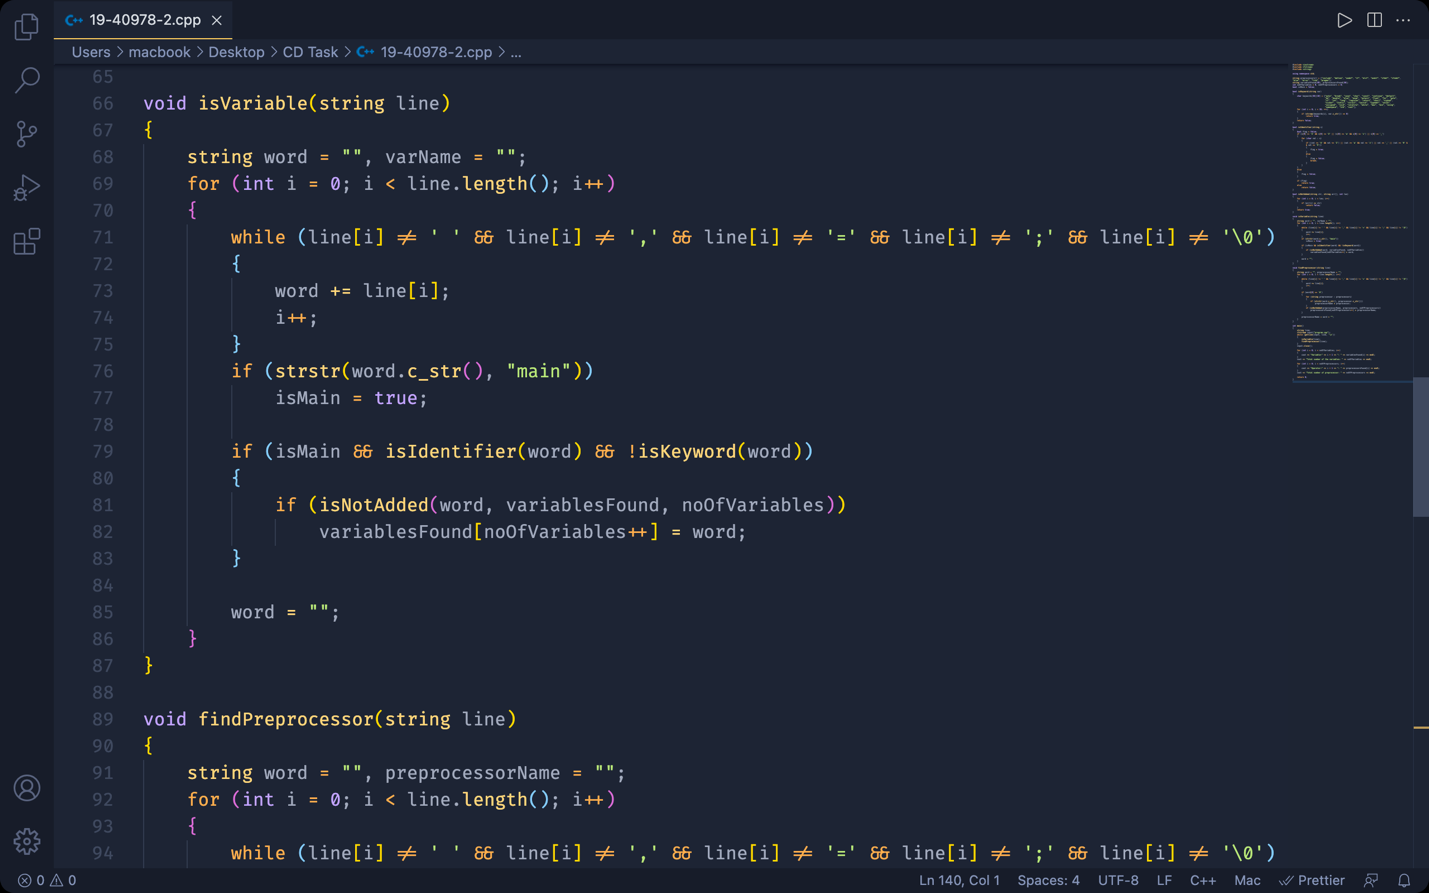 19-40978-2.cpp
Users > macbook > Desktop > CD Task > 19-40978-2.cpp > ...
65
66 void isVariable(string line)
67 {
68 string word = "", varName = "";
69 for (int i = 0; i < line.length(); i++)
70 {
71 while (line[i] != ' ' && line[i] != ',' && line[i] != '=' && line[i] != ';' && line[i] != '\0')
72 {
73 word += line[i];
74 i++;
75 }
76 if (strstr(word.c_str(), "main"))
77 isMain = true;
78
79 if (isMain && isIdentifier(word) && !isKeyword(word))
80 {
81 if (isNotAdded(word, variablesFound, noOfVariables))
82 variablesFound[noOfVariables++] = word;
83 }
84
85 word = "";
86 }
87 }
88
89 void findPreprocessor(string line)
90 {
91 string word = "", preprocessorName = "";
92 for (int i = 0; i < line.length(); i++)
93 {
94 while (line[i] != ' ' && line[i] != ',' && line[i] != '=' && line[i] != ';' && line[i] != '\0')
0 0 Ln 140, Col 1 Spaces: 4 UTF-8 LF C++ Mac Prettier